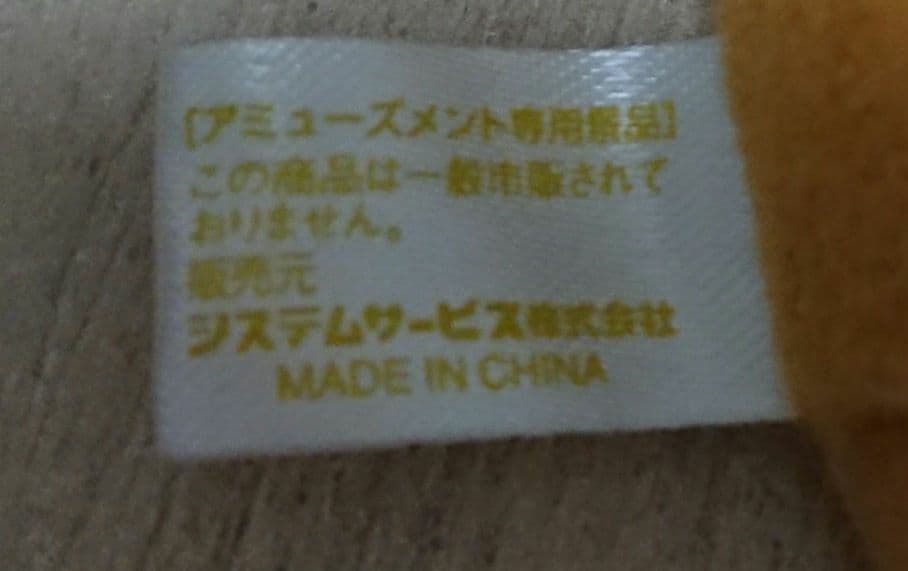 [アミューズメント専用景品]
この商品は一般市販されて
おりません。
販売元
システムサービス株式会社
MADE IN CHINA